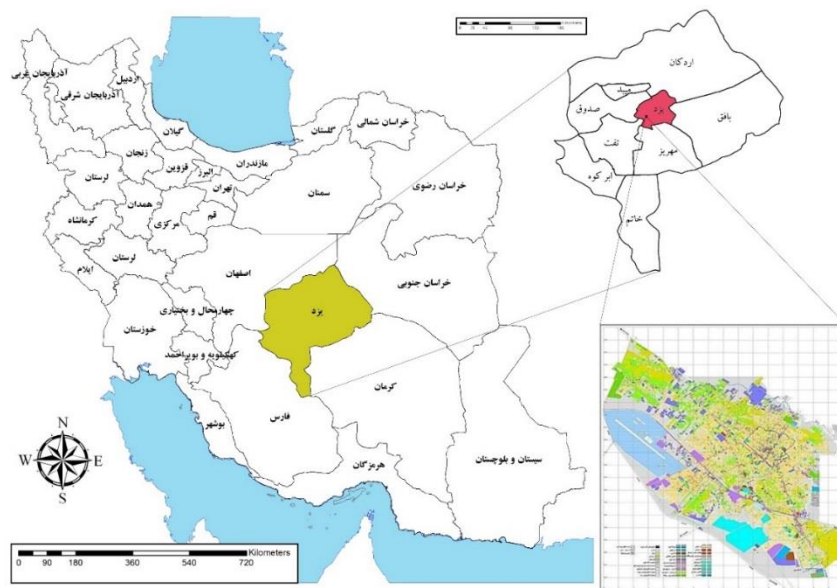 آذربایجان غربی
آذربایجان شرقی
اردبیل
گیلان
زنجان
قزوین
البرز
مازندران
گلستان
خراسان شمالی
خراسان رضوی
سمنان
تهران
قم
مرکزی
همدان
لرستان
کرمانشاه
لرستان
ایلام
اصفهان
خراسان جنوبی
چهارمحال و بختیاری
خوزستان
یزد
کهگیلویه و بویراحمد
کرمان
فارس
بوشهر
هرمزگان
سیستان و بلوچستان
N
W E
S
Kilometers
0 90 180 360 540 720
اردکان
میبد
صدوق
یزد
بافق
تفت
مهریز
ابرکوه
خاتم